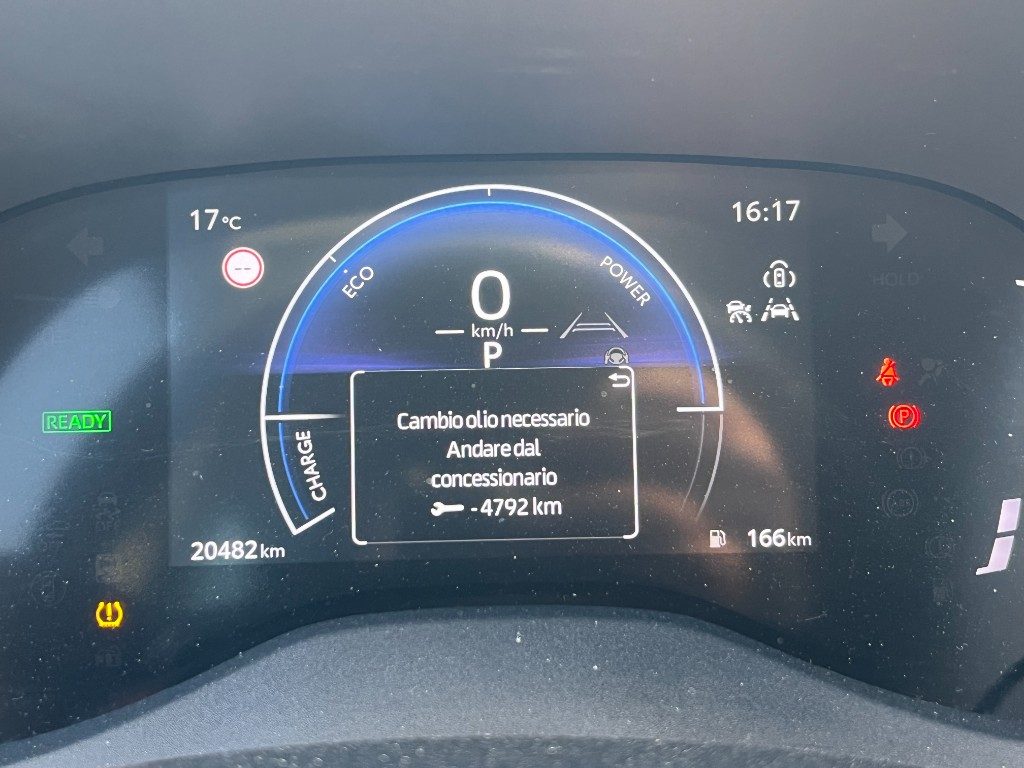 17°C
16:17
--
ECO
POWER
HOLD
0
km/h
P
READY
CHARGE
Cambio olio necessario
Andare dal
concessionario
-4792 km
P
20482 km
166 km